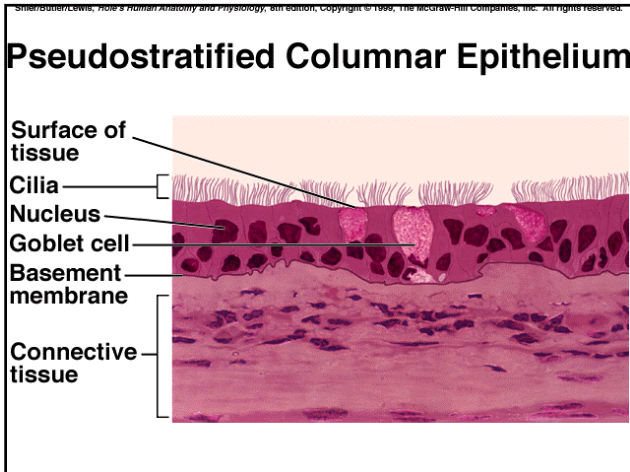 Shier/Butler/Lewis, Hole's Human Anatomy and Physiology, 8th edition, Copyright © 1999, The McGraw-Hill Companies, Inc. All rights reserved.
Pseudostratified Columnar Epithelium
Surface of
tissue
Cilia
Nucleus
Goblet cell
Basement
membrane
Connective
tissue